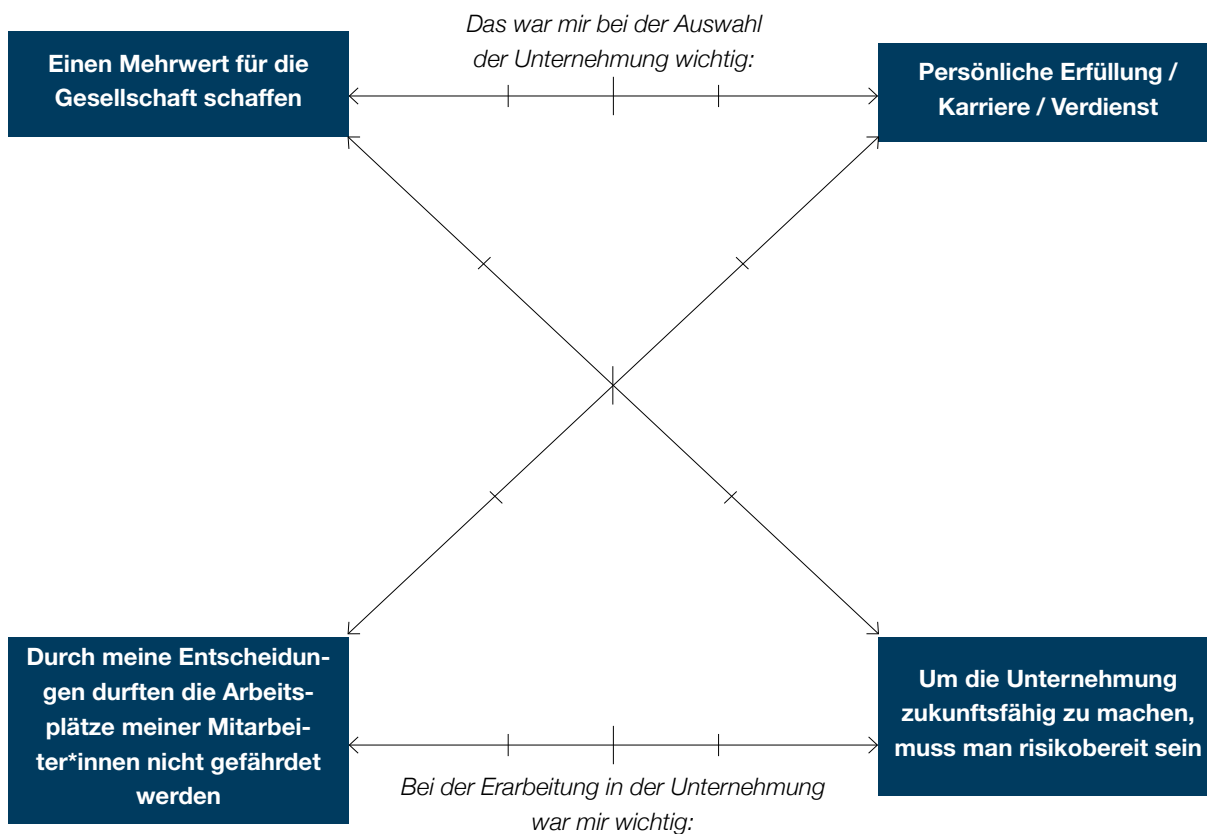 Das war mir bei der Auswahl
der Unternehmung wichtig:
Einen Mehrwert für die
Gesellschaft schaffen
Persönliche Erfüllung /
Karriere / Verdienst
Durch meine Entscheidun-
gen durften die Arbeits-
plätze meiner Mitarbei-
ter*innen nicht gefährdet
werden
Um die Unternehmung
zukunftsfähig zu machen,
muss man risikobereit sein
Bei der Erarbeitung in der Unternehmung
war mir wichtig: